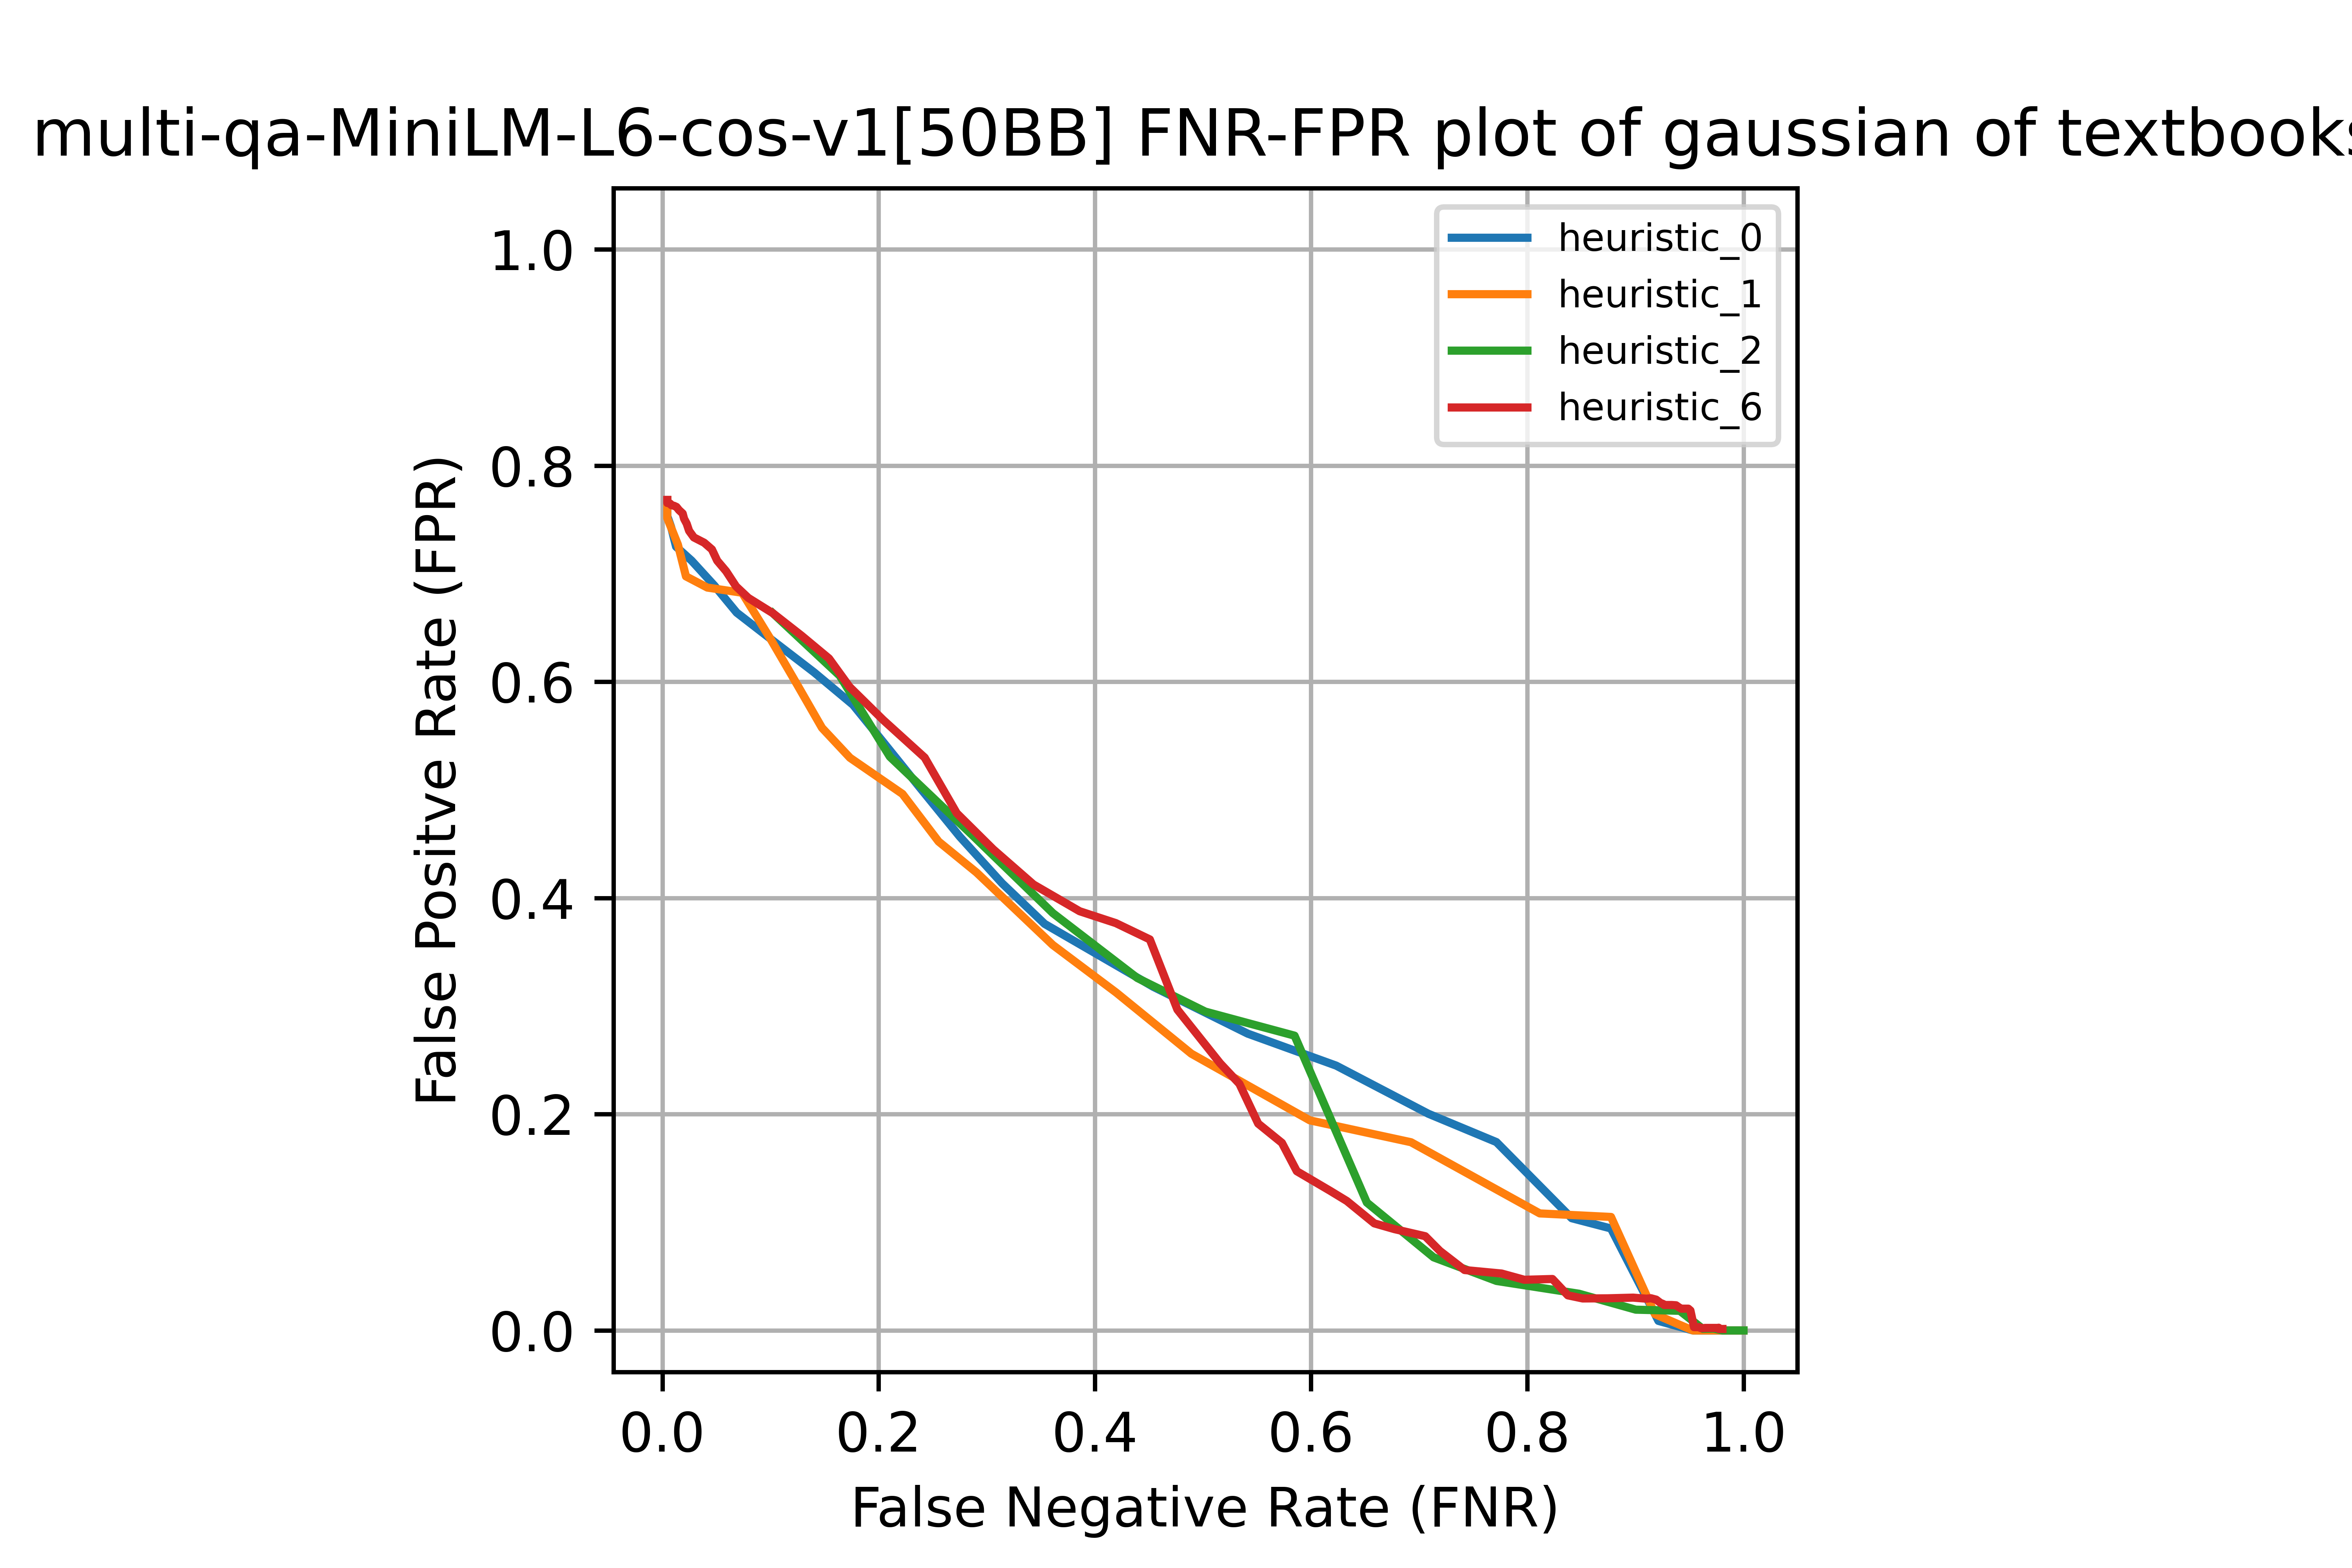 multi-qa-MiniLM-L6-cos-v1[50BB] FNR-FPR plot of gaussian of textbooks
heuristic_0
heuristic_1
heuristic_2
heuristic_6
False Positve Rate (FPR)
1.0
0.8
0.6
0.4
0.2
0.0
0.0 0.2 0.4 0.6 0.8 1.0
False Negative Rate (FNR)